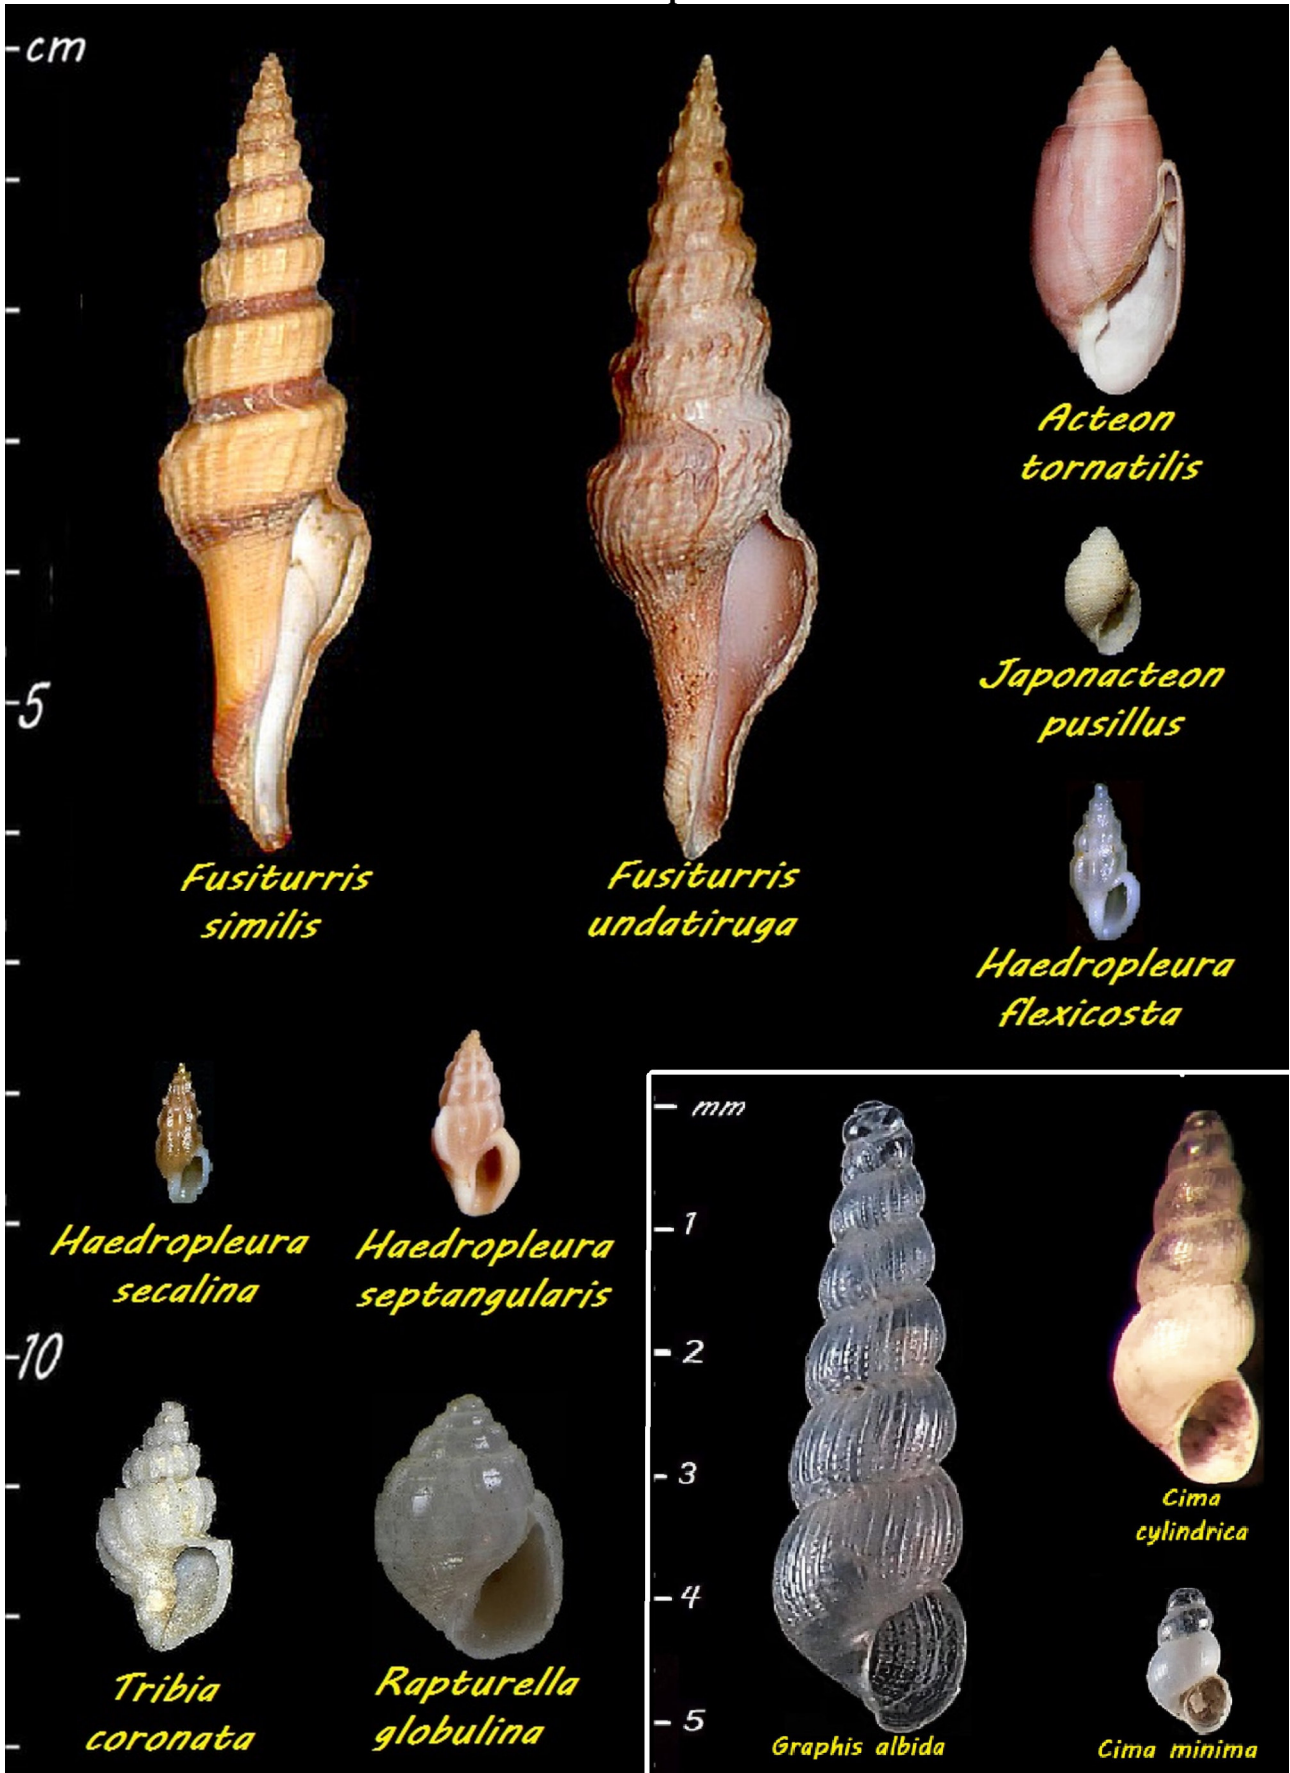 cm
Acteon
tornatilis
Japonacteon
pusillus
5
Fusiturris
similis
Fusiturris
undatiruga
Haedropleura
flexicosta
Haedropleura
secalina
Haedropleura
septangularis
10
Tribia
coronata
Rapturella
globulina
mm
1
2
3
4
5
Cima
cylindrica
Graphis albida
Cima minima